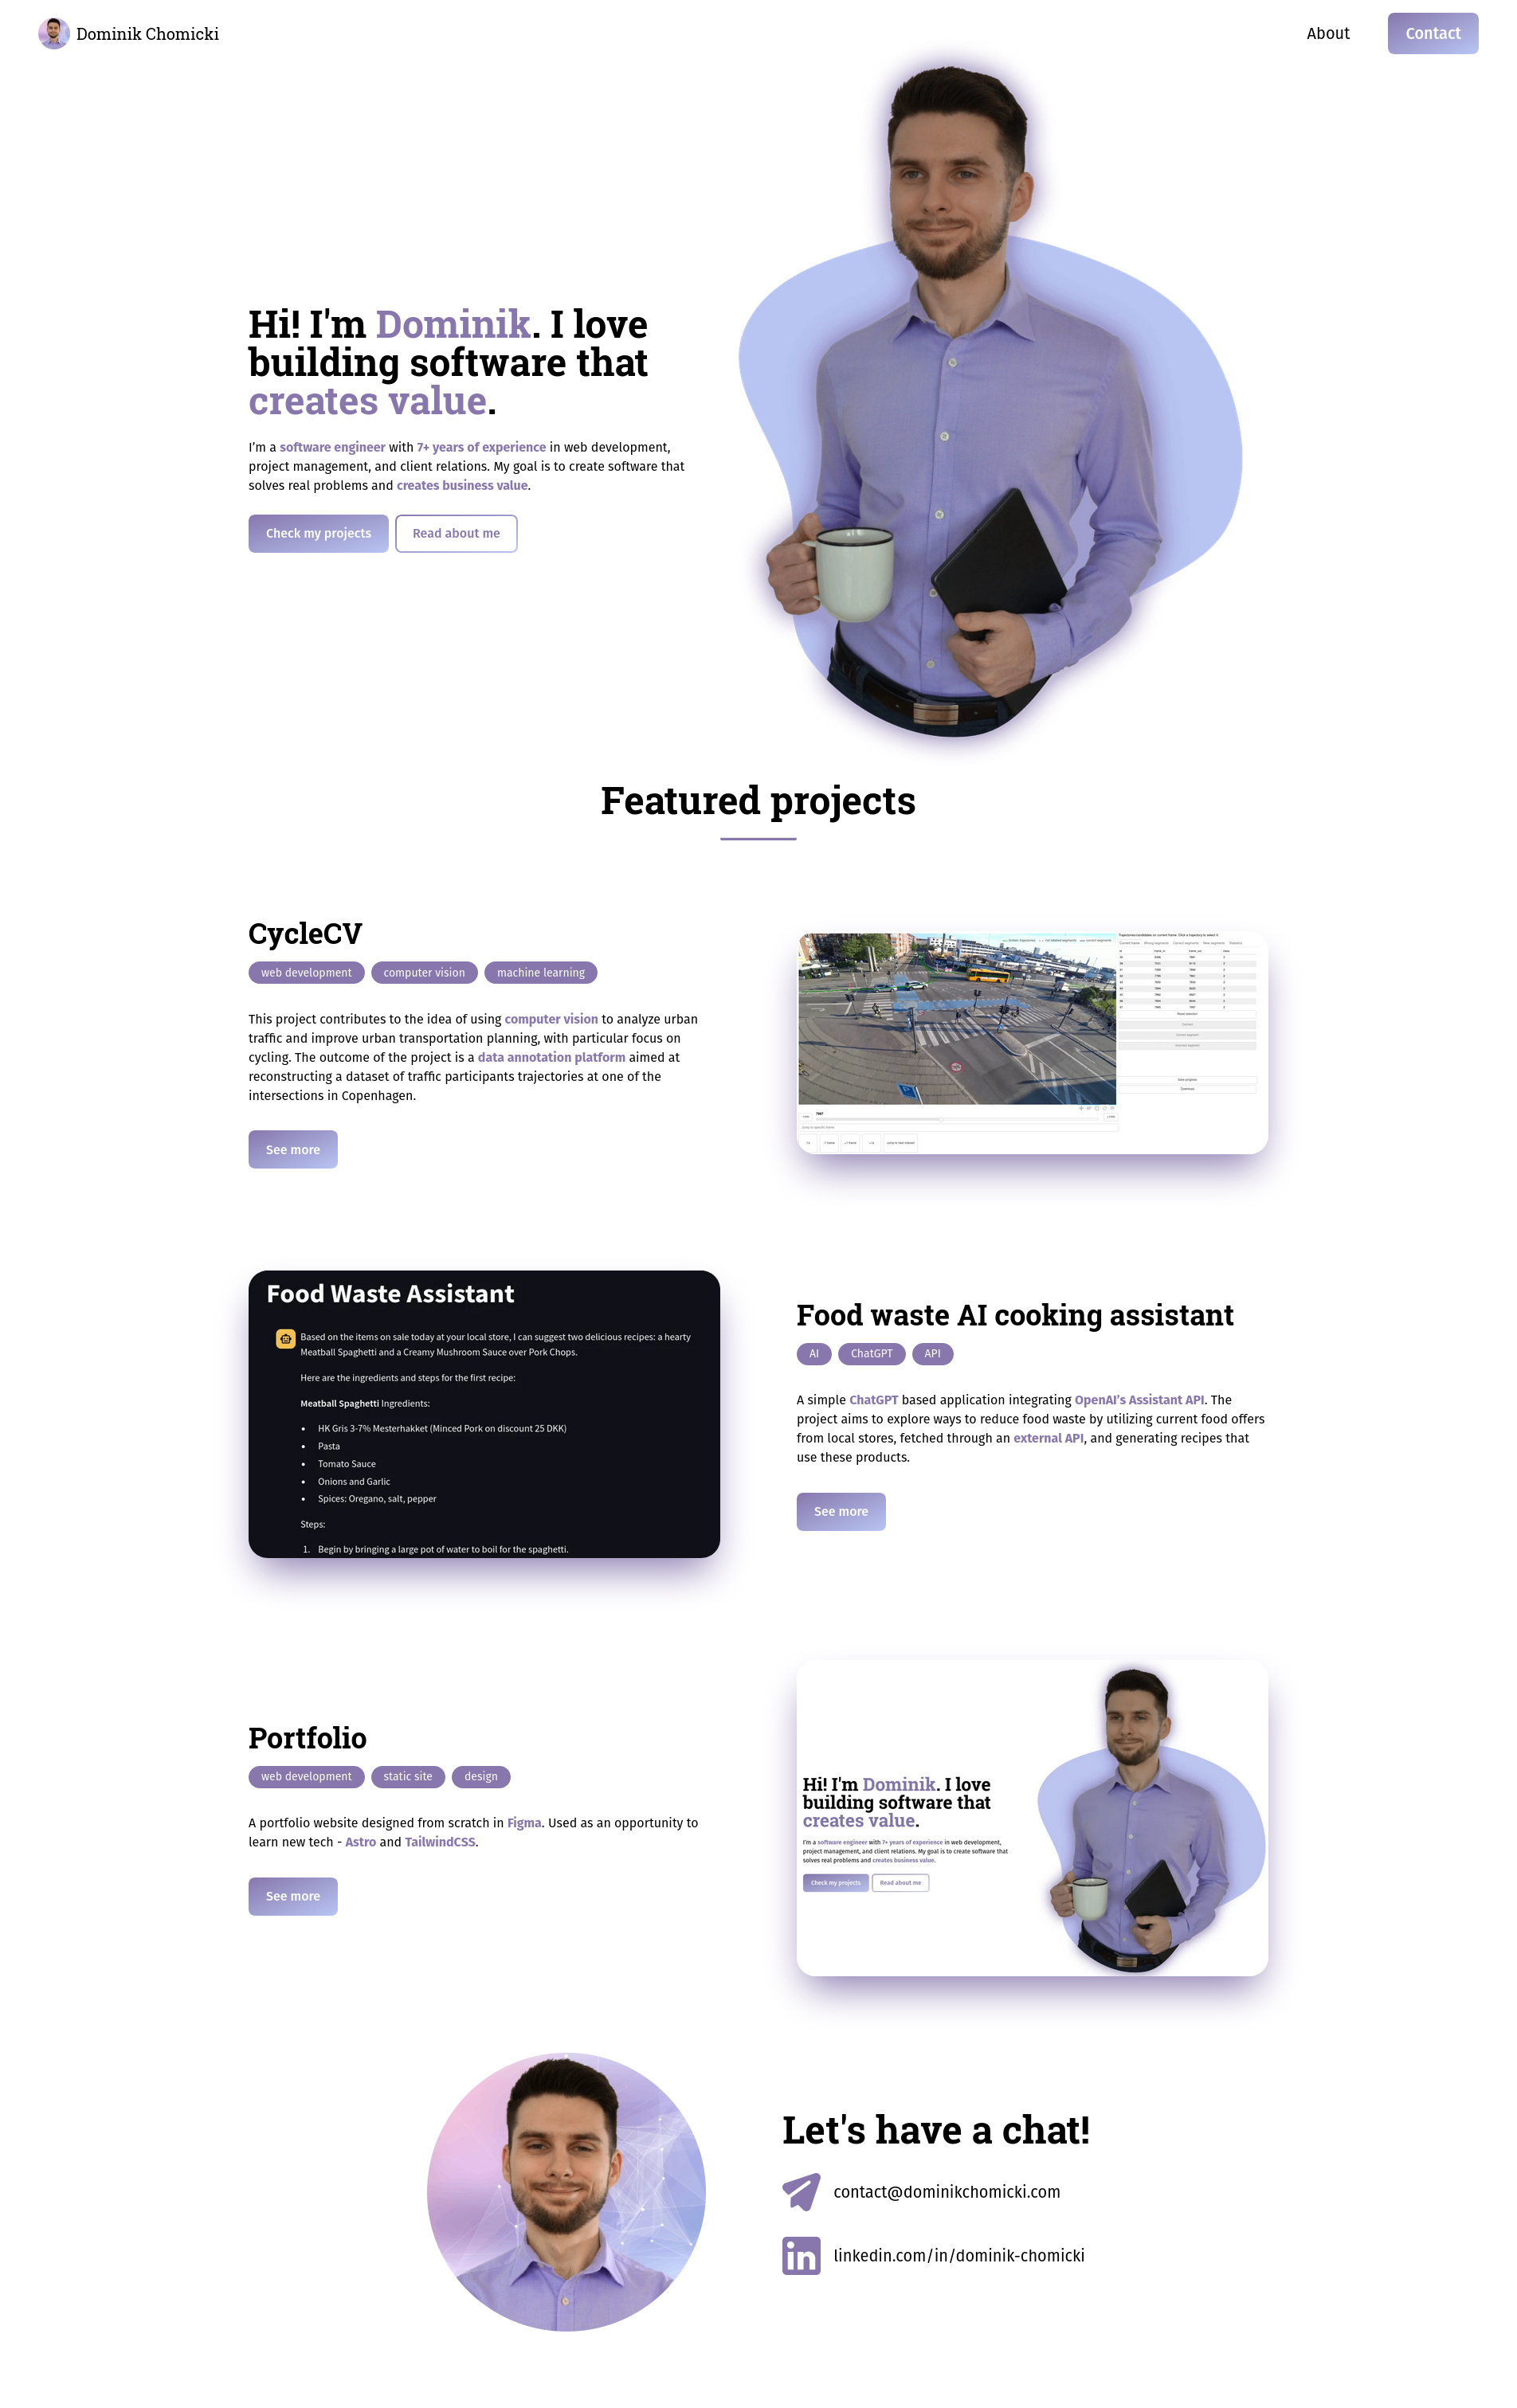 Dominik Chomicki
About
Contact
Hi! I'm Dominik. I love
building software that
creates value.
I'm a software engineer with 7+ years of experience in web development,
project management, and client relations. My goal is to create software that
solves real problems and creates business value.
Check my projects
Read about me
Featured projects
CycleCV
web development
computer vision
machine learning
This project contributes to the idea of using computer vision to analyze urban
traffic and improve urban transportation planning, with particular focus on
cycling. The outcome of the project is a data annotation platform aimed at
reconstructing a dataset of traffic participants trajectories at one of the
intersections in Copenhagen.
See more
Food Waste Assistant
Based on the items on sale today at your local store, I can suggest two delicious recipes: a hearty
Meatball Spaghetti and a Creamy Mushroom Sauce over Pork Chops.
Here are the ingredients and steps for the first recipe:
Meatball Spaghetti Ingredients:
• HK Gris 3-7% Mesterhakket (Minced Pork on discount 25 DKK)
• Pasta
• Tomato Sauce
• Onions and Garlic
• Spices: Oregano, salt, pepper
Steps:
1. Begin by bringing a large pot of water to boil for the spaghetti.
Food waste AI cooking assistant
AI
ChatGPT
API
A simple ChatGPT based application integrating OpenAI's Assistant API. The
project aims to explore ways to reduce food waste by utilizing current food offers
from local stores, fetched through an external API, and generating recipes that
use these products.
See more
Portfolio
web development
static site
design
A portfolio website designed from scratch in Figma. Used as an opportunity to
learn new tech - Astro and TailwindCSS.
See more
Hi! I'm Dominik. I love
building software that
creates value.
I'm a software engineer with 7+ years of experience in web development,
project management, and client relations. My goal is to create software that
solves real problems and creates business value.
Check my projects
Read about me
Let's have a chat!
contact@dominikchomicki.com
linkedin.com/in/dominik-chomicki